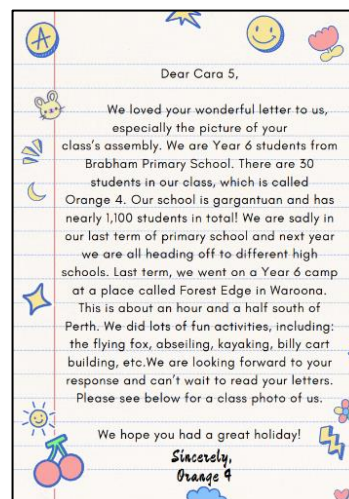 A
Dear Cara 5,
We loved your wonderful letter to us,
especially the picture of your
class's assembly. We are Year 6 students from
Brabham Primary School. There are 30
students in our class, which is called
Orange 4. Our school is gargantuan and has
nearly 1,100 students in total! We are sadly in
our last term of primary school and next year
we are all heading off to different high
schools. Last term, we went on a Year 6 camp
at a place called Forest Edge in Waroona.
This is about an hour and a half south of
Perth. We did lots of fun activities, including:
the flying fox, abseiling, kayaking, billy cart
building, etc.We are looking forward to your
response and can't wait to read your letters.
Please see below for a class photo of us.
We hope you had a great holiday!
Sincerely,
Orange 4